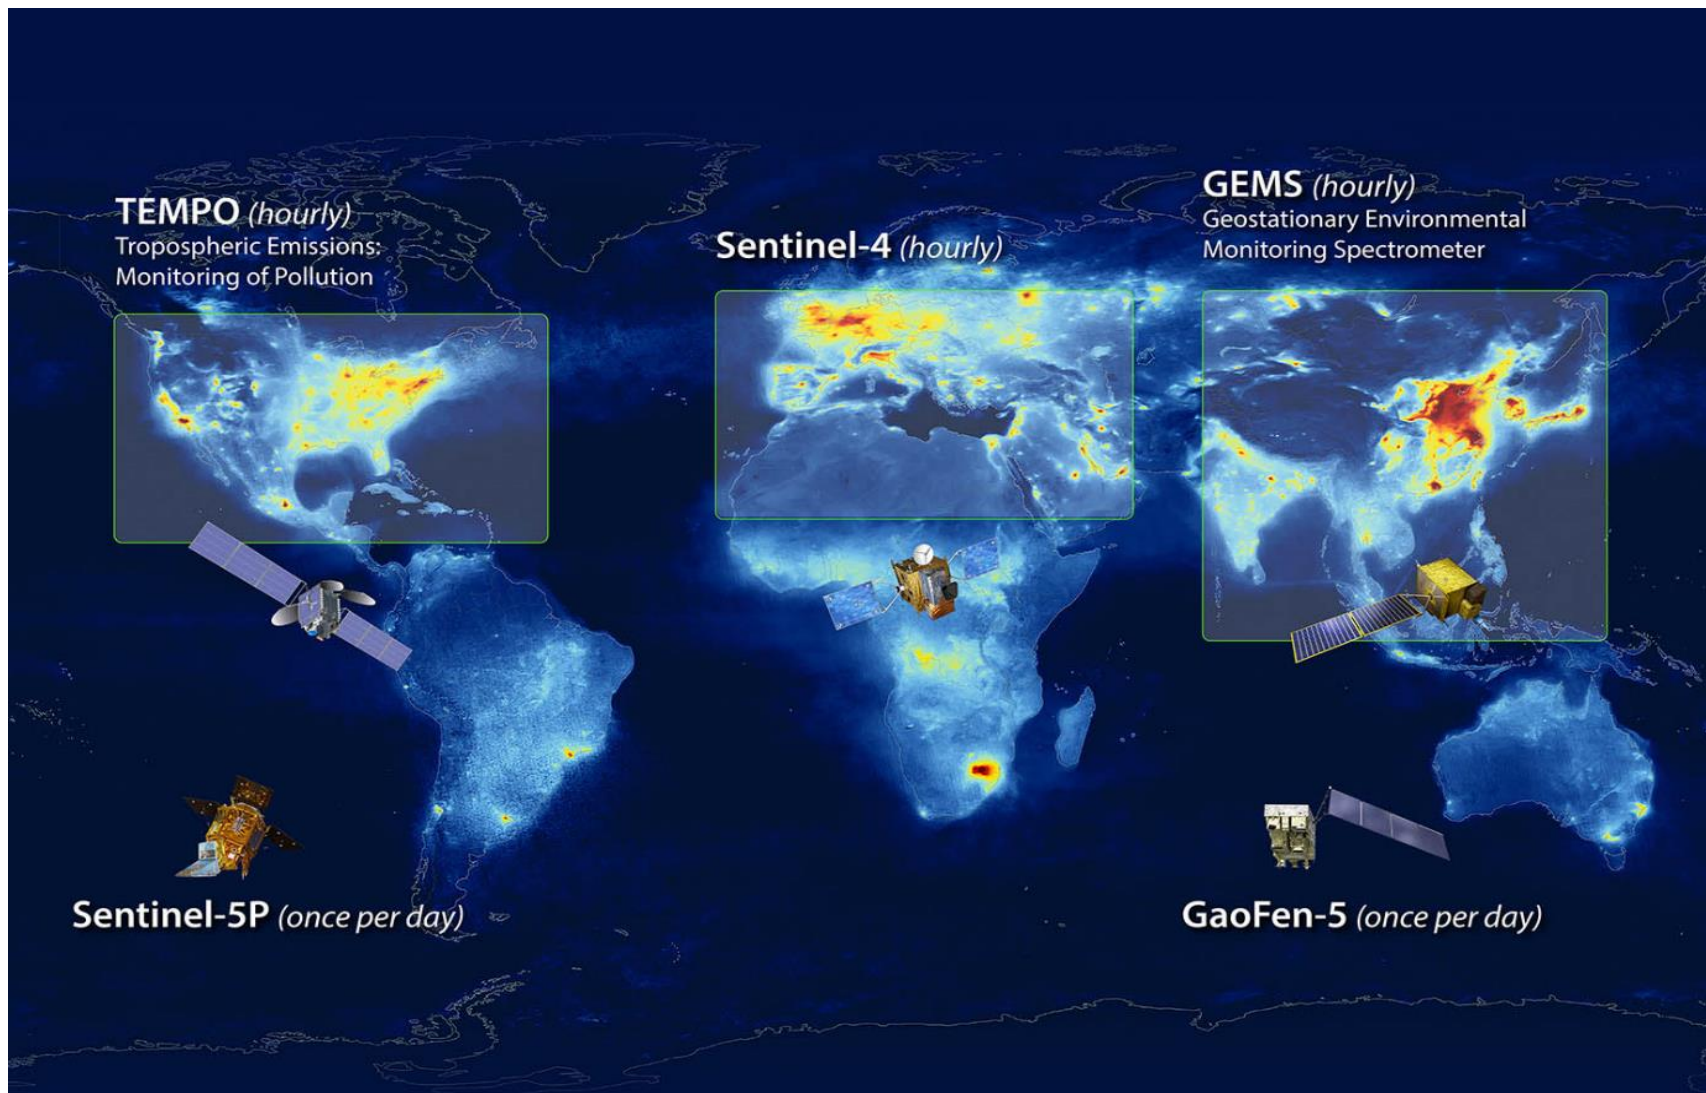 TEMPO (hourly)
Tropospheric Emissions:
Monitoring of Pollution
Sentinel-4 (hourly)
GEMS (hourly)
Geostationary Environmental
Monitoring Spectrometer
Sentinel-5P (once per day)
GaoFen-5 (once per day)